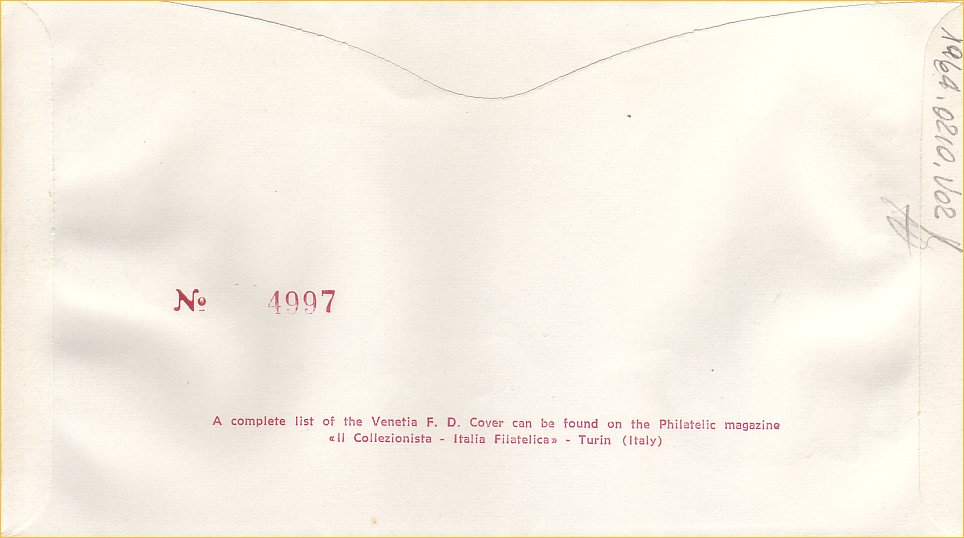 1964.0210.V02
Nº 4997
A complete list of the Venetia F. D. Cover can be found on the Philatelic magazine
«Il Collezionista - Italia Filatelica» - Turin (Italy)